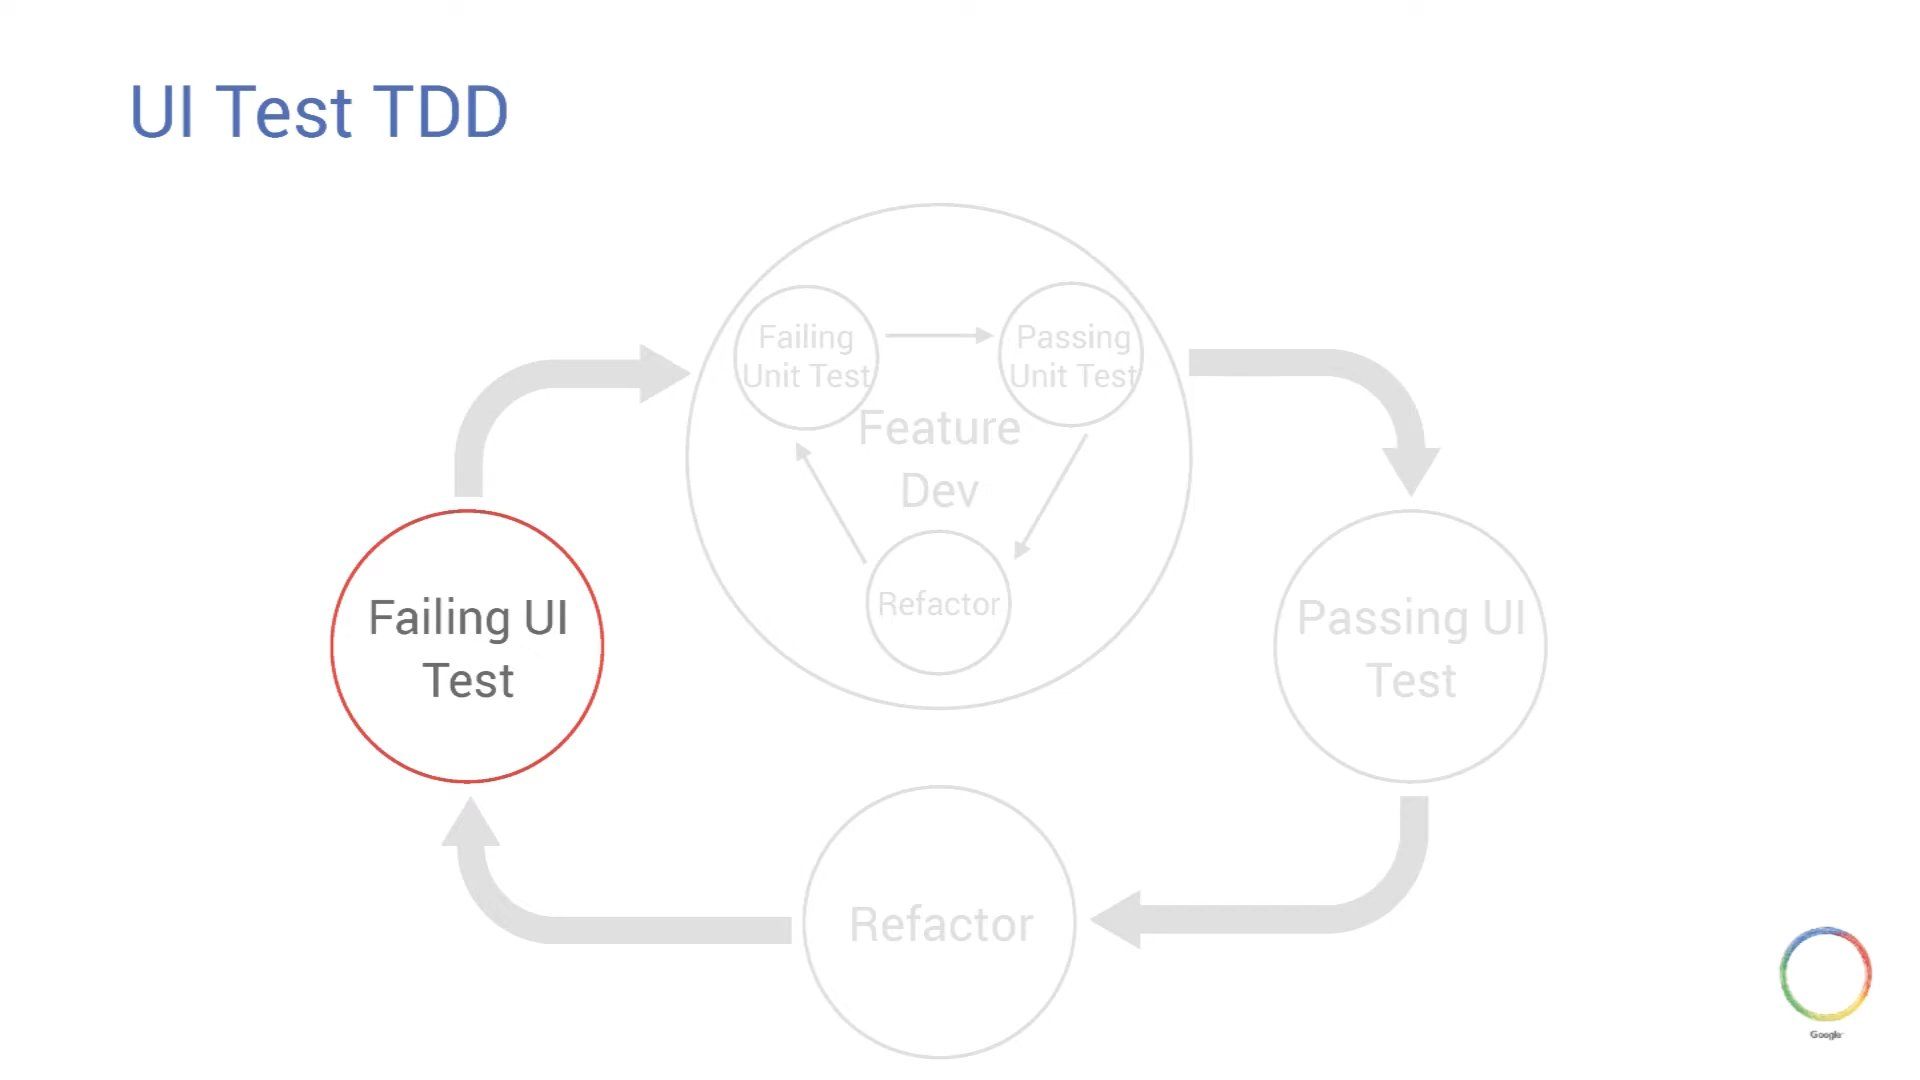 UI Test TDD
Failing
Unit Test
Passing
Unit Test
Feature
Dev
Refactor
Failing UI
Test
Passing UI
Test
Refactor
Google